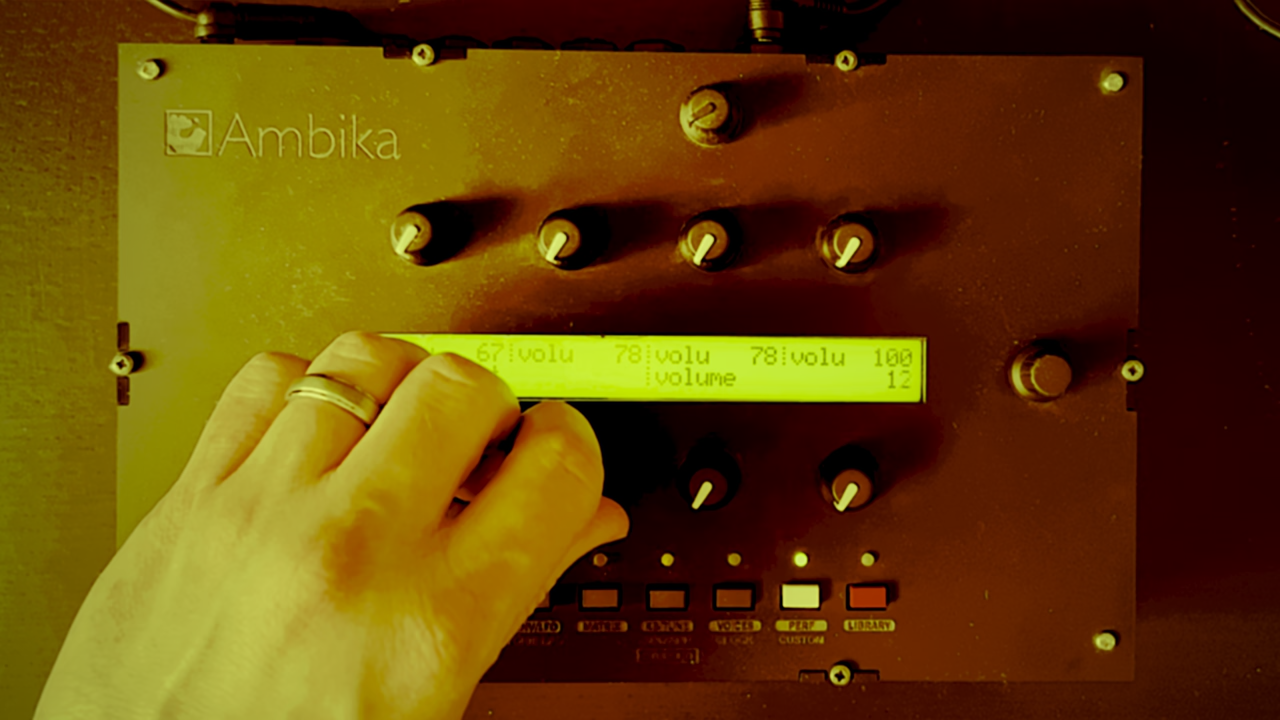 Ambika
67 volu 78 volu 78 volu 100
volume 12
MATRIX VOICES PERF LIBRARY
CUSTOM